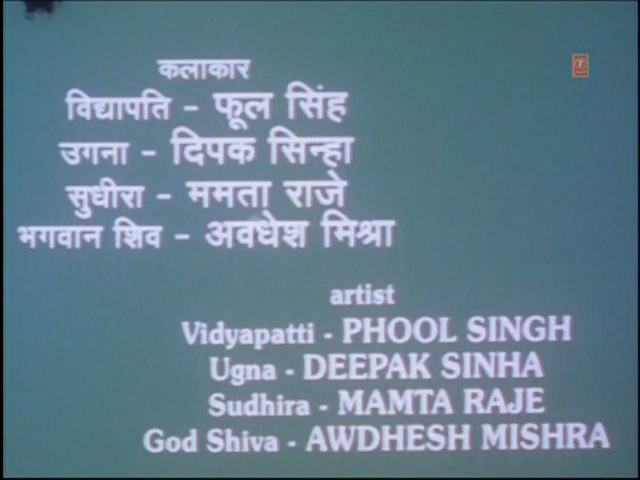 कलाकार
विद्यापति - फूल सिंह
उगना - दिपक सिन्हा
सुधीरा - ममता राजे
भगवान शिव - अवधेश मिश्रा
artist
Vidyapatti - PHOOL SINGH
Ugna - DEEPAK SINHA
Sudhira - MAMTA RAJE
God Shiva - AWDHESH MISHRA